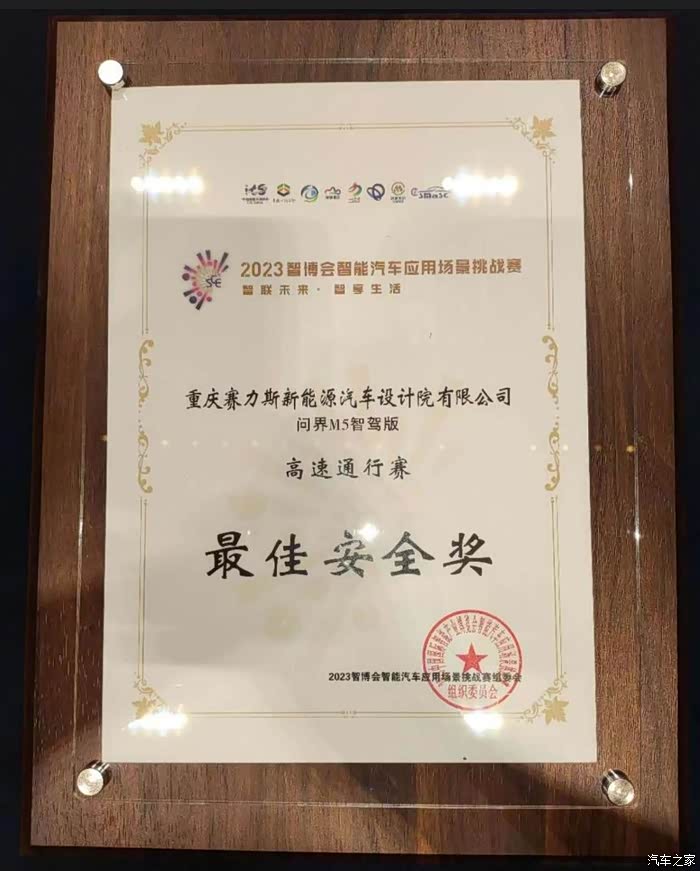 2023智博会智能汽车应用场景挑战赛
智联未来·智享生活
重庆赛力斯新能源汽车设计院有限公司
问界M5智驾版
高速通行赛
最佳安全奖
2023智博会智能汽车应用场景挑战赛组委会
组织委员会
汽车之家